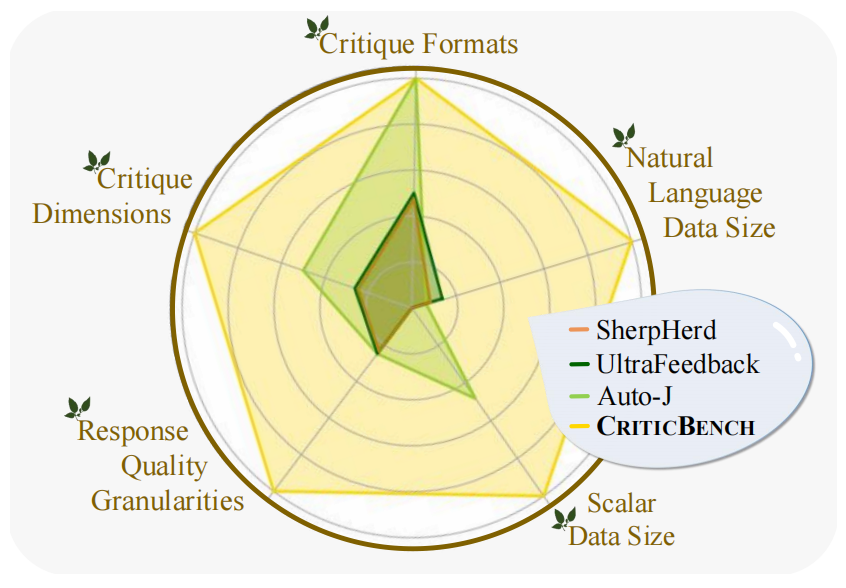 Critique Formats
Natural
Language
Data Size
Critique
Dimensions
SherpHerd
UltraFeedback
Auto-J
CRITICBENCH
Response
Quality
Granularities
Scalar
Data Size